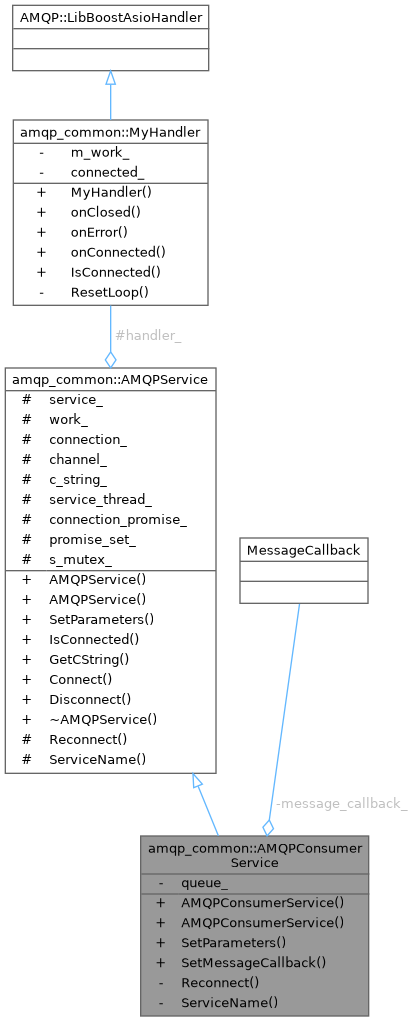 AMQP::LibBoostAsioHandler
amqp_common::MyHandler
- m_work_
- connected_
+ MyHandler()
+ onClosed()
+ onError()
+ onConnected()
+ IsConnected()
- ResetLoop()
#handler_
amqp_common::AMQPService
# service_
# work_
# connection_
# channel_
# c_string_
# service_thread_
# connection_promise_
# promise_set_
# s_mutex_
+ AMQPService()
+ AMQPService()
+ SetParameters()
+ IsConnected()
+ GetCString()
+ Connect()
+ Disconnect()
+ ~AMQPService()
# Reconnect()
# ServiceName()
MessageCallback
-message_callback_
amqp_common::AMQPConsumer
Service
- queue_
+ AMQPConsumerService()
+ AMQPConsumerService()
+ SetParameters()
+ SetMessageCallback()
- Reconnect()
- ServiceName()